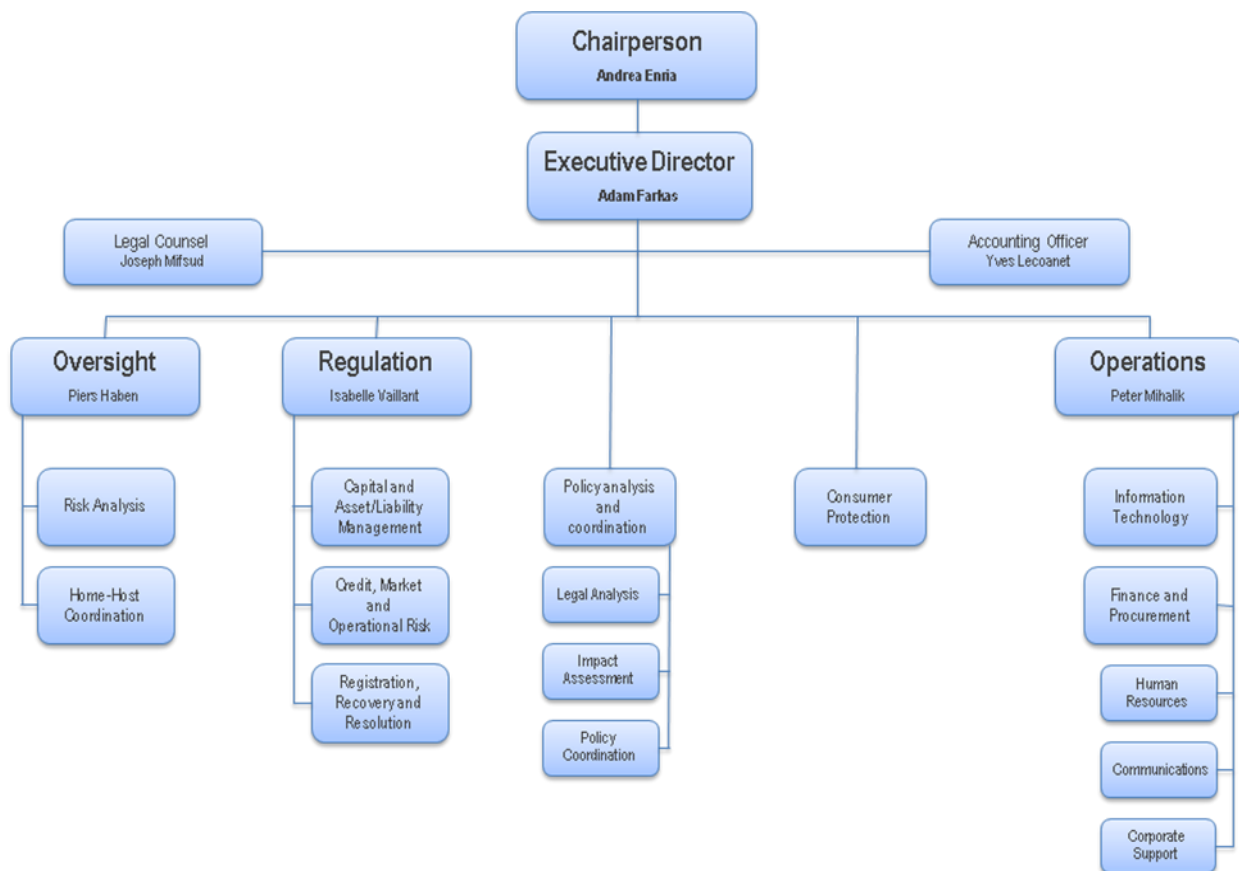 Chairperson
Andrea Enria
Executive Director
Adam Farkas
Legal Counsel
Joseph Mifsud
Accounting Officer
Yves Lecoanet
Oversight
Piers Haben
Regulation
Isabelle Vaillant
Operations
Peter Mihalik
Risk Analysis
Home-Host
Coordination
Capital and
Asset/Liability
Management
Credit, Market
and
Operational Risk
Registration,
Recovery and
Resolution
Policy analysis
and
coordination
Legal Analysis
Impact
Assessment
Policy
Coordination
Consumer
Protection
Information
Technology
Finance and
Procurement
Human
Resources
Communications
Corporate
Support